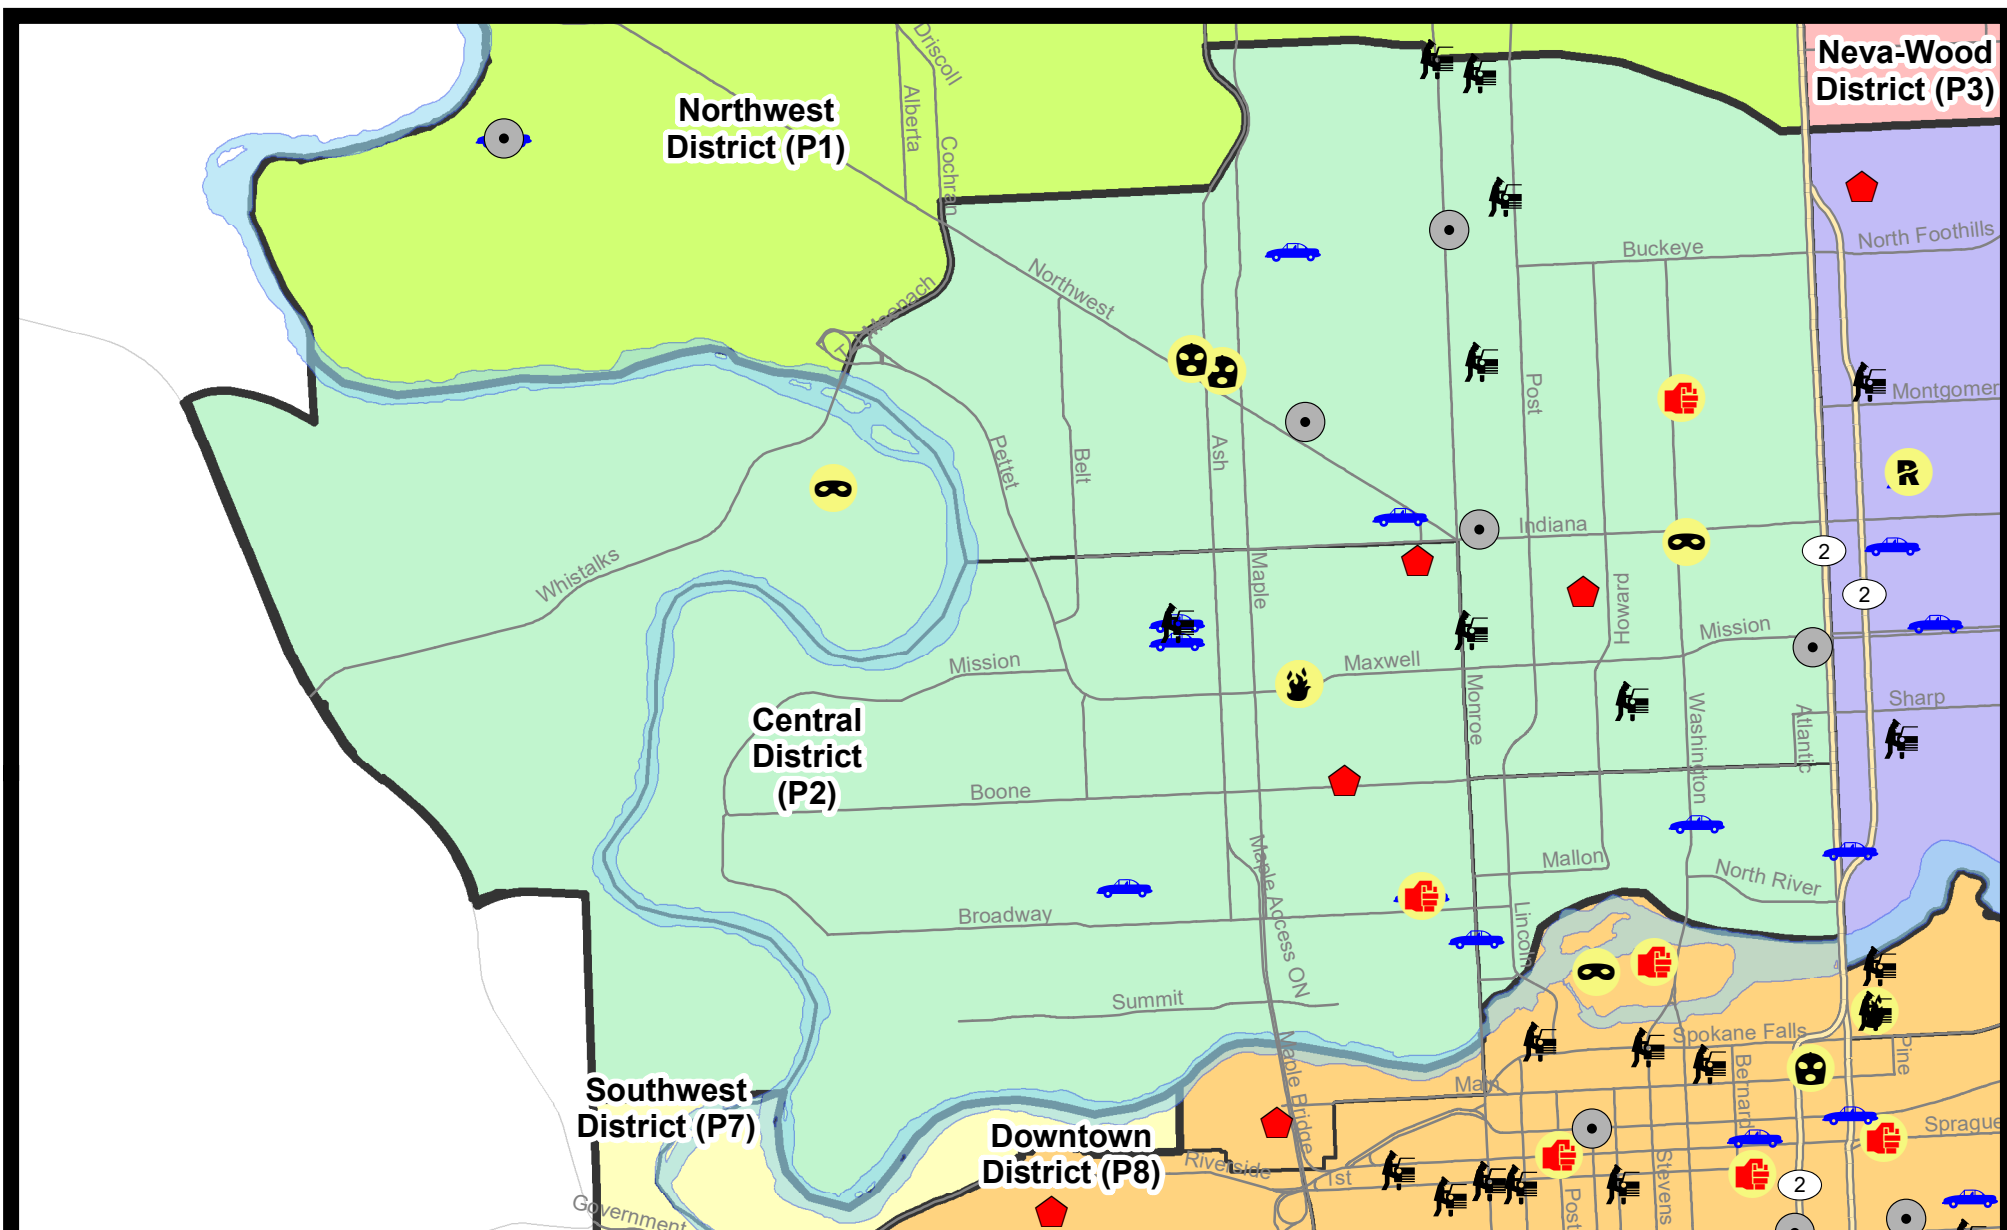 Driscoll
Neva-Wood
District (P3)
Northwest
District (P1)
Alberta
Cochran
North Foothills
Buckeye
Northwest
Post
Montgomer
Ash
Belt
Pettet
R
Indiana
2
Whistalks
Maple
Howard
2
Mission
Mission
Maxwell
Sharp
Monroe
Washington
Atlantic
Central
District
(P2)
Boone
Mallon
North River
Maple Access ON
Broadway
Lincoln
Summit
Spokane Falls
Pine
Maple Bridge
Main
Bernard
Southwest
District (P7)
Sprague
Downtown
District (P8)
Riverside
1st
Stevens
2
Post
Government